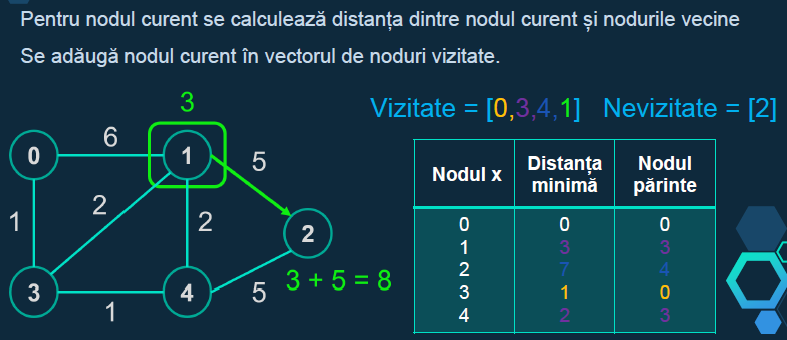 Pentru nodul curent se calculează distanța dintre nodul curent și nodurile vecine
Se adăugă nodul curent în vectorul de noduri vizitate.
Vizitate = [0,3,4,1] Nevizitate = [2]
3
0 6 1 5
1 2 2 2
3 1 4 5
3 + 5 = 8
Nodul x Distanța minimă Nodul părinte
0 0 0
1 3 3
2 7 4
3 1 0
4 2 3